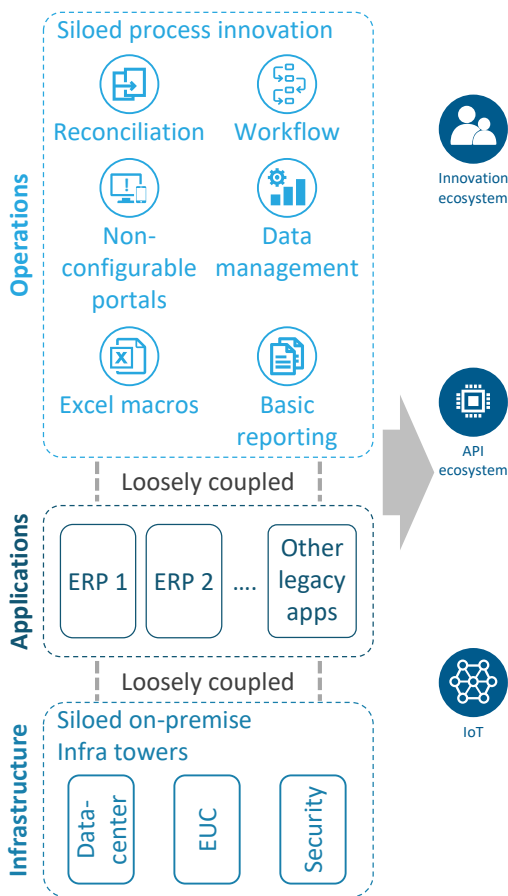 Siloed process innovation
Reconciliation
Workflow
Non-
configurable
portals
Data
management
Excel macros
Basic
reporting
Operations
Loosely coupled
Applications
ERP 1
ERP 2
....
Other
legacy
apps
Loosely coupled
Infrastructure
Siloed on-premise
Infra towers
Data-
center
EUC
Security
Innovation
ecosystem
API
ecosystem
IoT